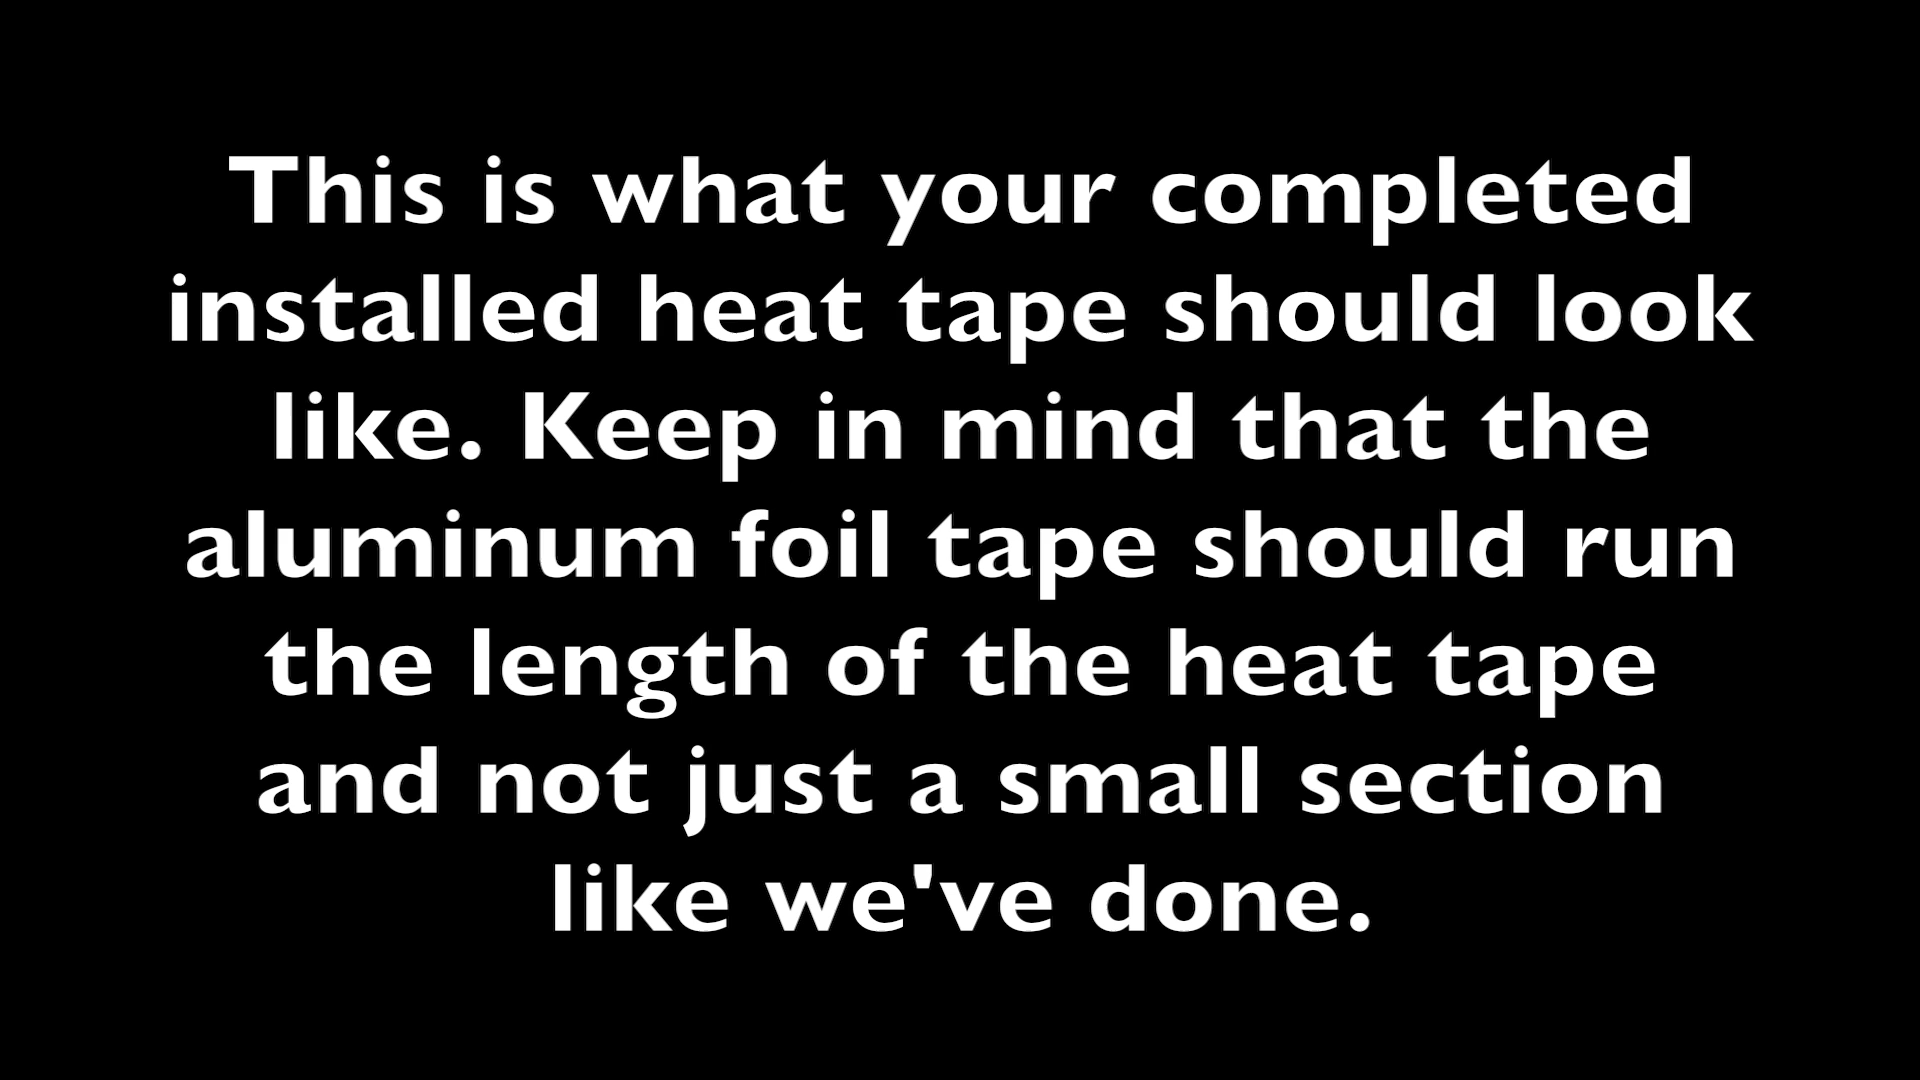 This is what your completed
installed heat tape should look
like. Keep in mind that the
aluminum foil tape should run
the length of the heat tape
and not just a small section
like we've done.